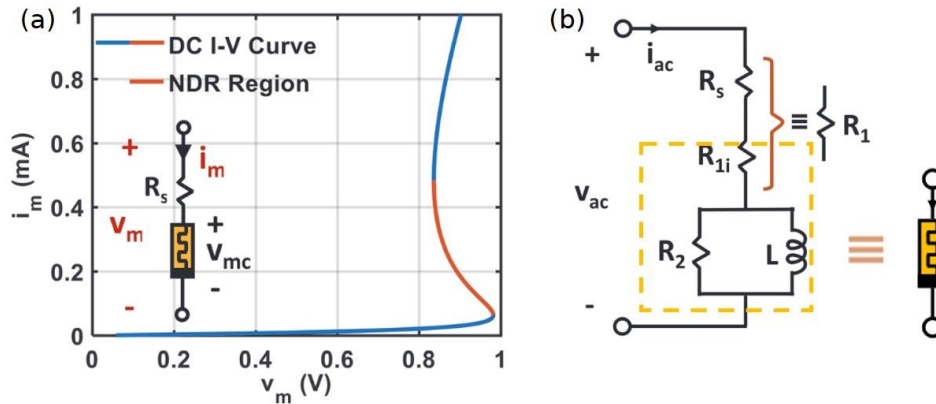 (a)
1
0.8
0.6
0.4
0.2
0
i_m (mA)
DC I-V Curve
NDR Region
+
i_m
R_s
v_m
+
v_mc
-
-
0
0.2
0.4
0.6
0.8
1
v_m (V)
(b)
+
i_ac
R_s
≡
R_1
R_1i
v_ac
R_2
L
≡
-